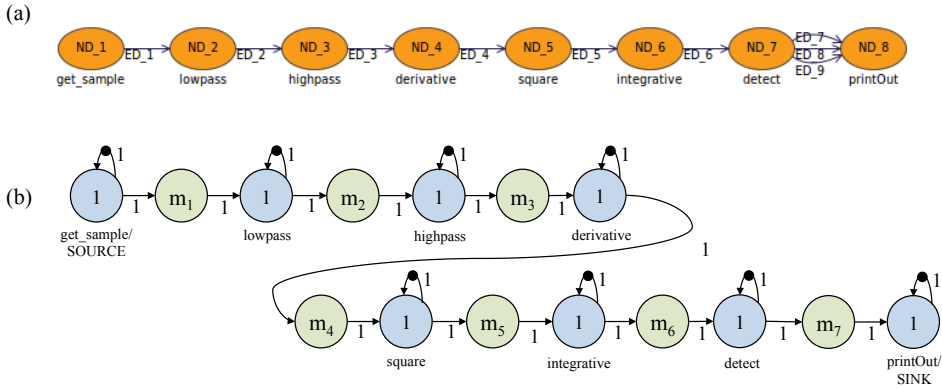 (a)
ND_1 ED_1 ND_2 ED_2 ND_3 ED_3 ND_4 ED_4 ND_5 ED_5 ND_6 ED_6 ND_7 ED_7 ED_8 ED_9 ND_8
get_sample lowpass highpass derivative square integrative detect printOut
(b)
1 1 1 1
1 1 m1 1 1 1 m2 1 1 1 m3 1 1
get_sample/ lowpass highpass derivative
SOURCE
1
1 1 1 1
m4 1 1 1 m5 1 1 1 m6 1 1 1 m7 1 1
square integrative detect printOut/
SINK